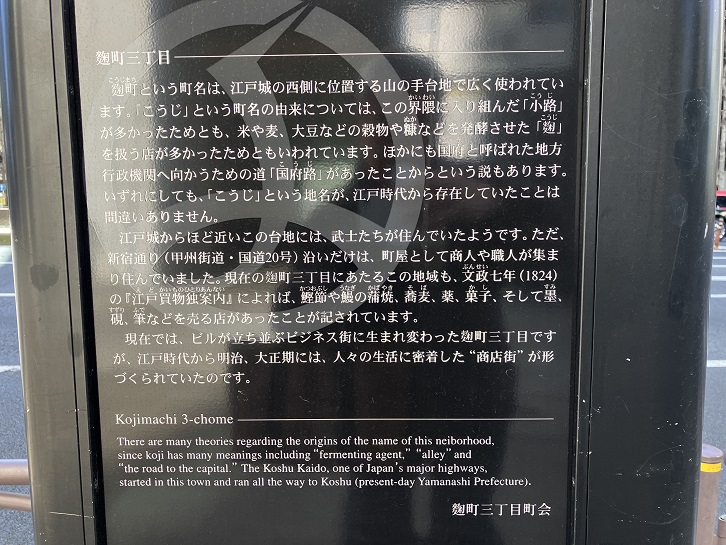 麴町三丁目
麴町という町名は、江戸城の西側に位置する山の手台地で広く使われてい
ます。「こうじ」という町名の由来については、この界隈に入り組んだ「小路」
が多かったためとも、米や麦、大豆などの穀物や糠などを発酵させた「麴」
を扱う店が多かったためともいわれています。ほかにも国府と呼ばれた地方
行政機関へ向かうための道「国府路」があったことからという説もあります。
いずれにしても、「こうじ」という地名が、江戸時代から存在していたことは
間違いありません。
江戸城からほど近いこの台地には、武士たちが住んでいたようです。ただ、
新宿通り（甲州街道・国道20号）沿いだけは、町屋として商人や職人が集ま
り住んでいました。現在の麴町三丁目にあたるこの地域も、文政七年（1824）
の『江戸買物独案内』によれば、鰹節や鰻の蒲焼、蕎麦、薬、菓子、そして墨、
硯、筆などを売る店があったことが記されています。
現在では、ビルが立ち並ぶビジネス街に生まれ変わった麴町三丁目です
が、江戸時代から明治、大正期には、人々の生活に密着した“商店街”が形
づくられていたのです。
Kojimachi 3-chome
There are many theories regarding the origins of the name of this neiborhood,
since koji has many meanings including “fermenting agent,” “alley” and
“the road to the capital.” The Koshu Kaido, one of Japan’s major highways,
started in this town and ran all the way to Koshu (present-day Yamanashi Prefecture).
麴町三丁目町会